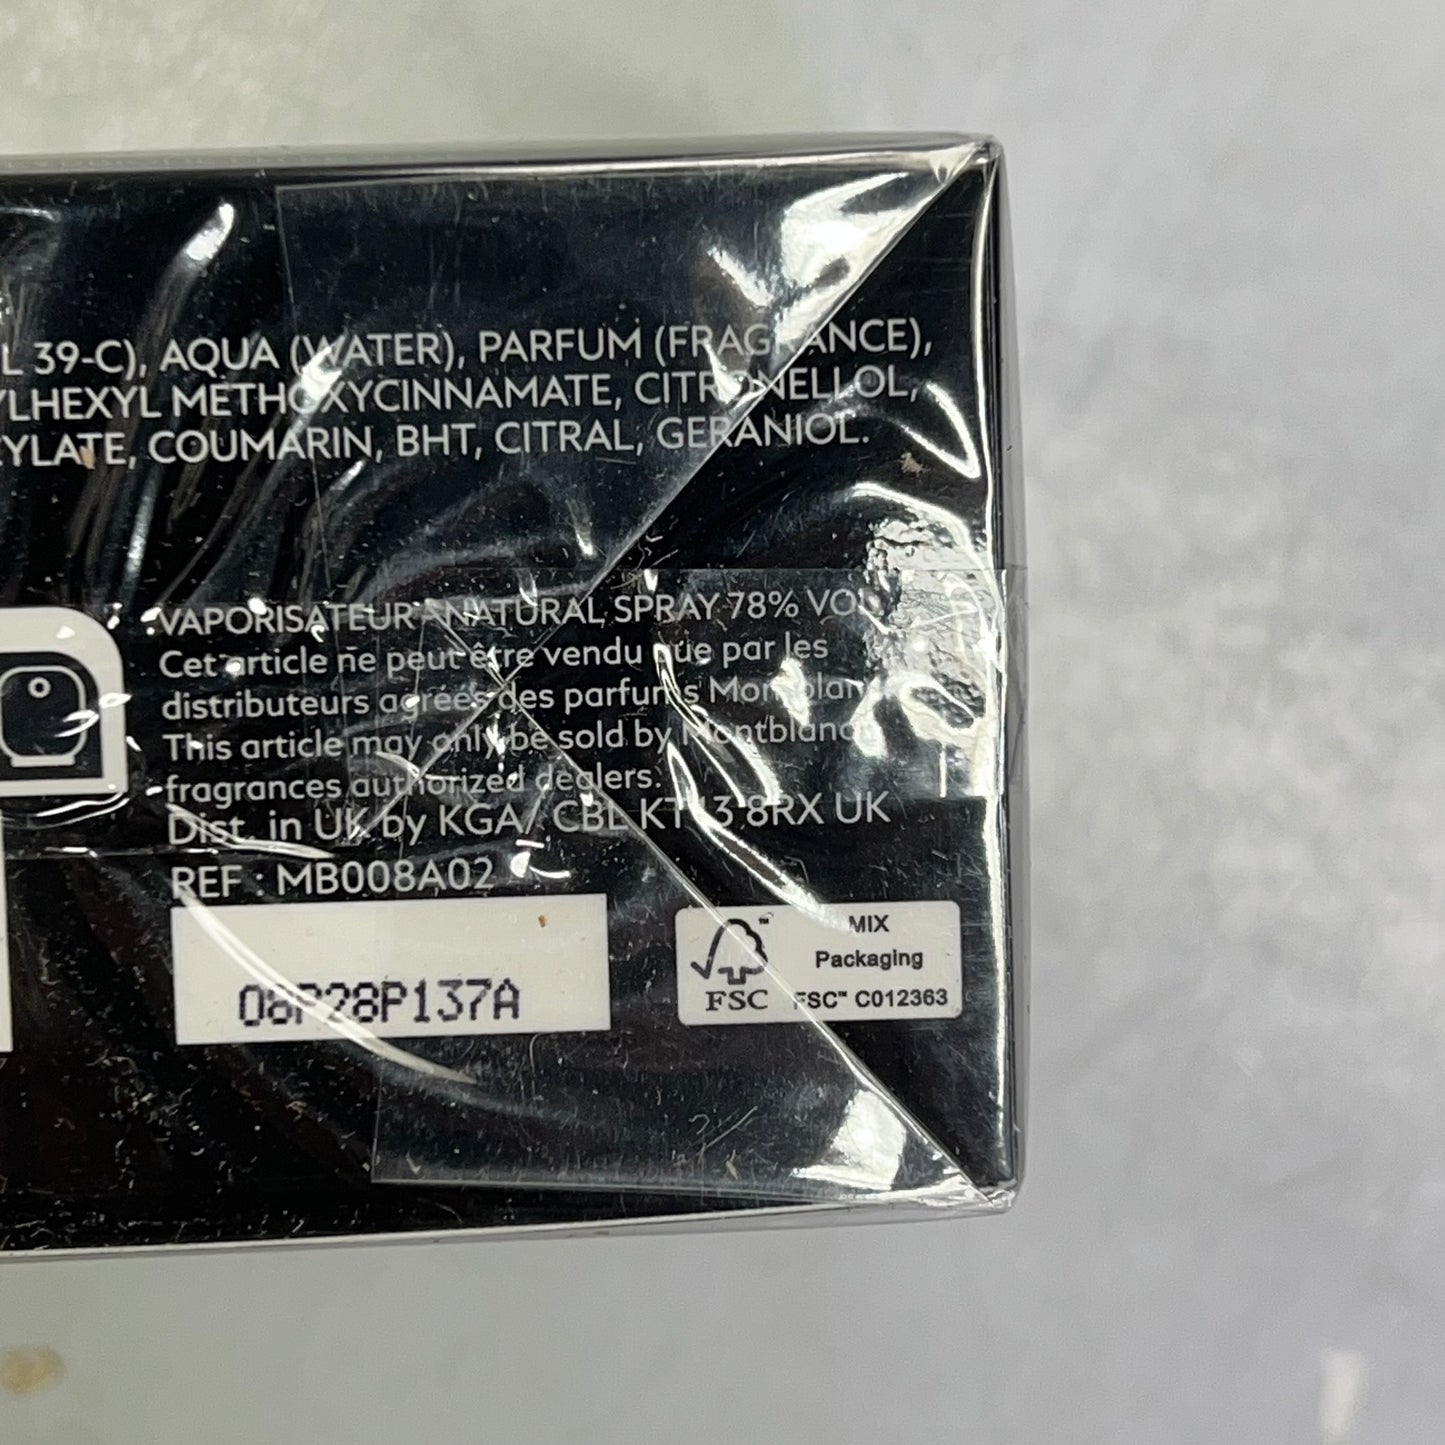 39-C), AQUA (WATER), PARFUM (FRAGRANCE),
YLHEXYL METHOXYCINNAMATE, CITRONELLOL,
CYLATE, COUMARIN, BHT, CITRAL, GERANIOL.
VAPORISATEUR - NATURAL SPRAY 78% VOL
Cet article ne peut être vendu que par les
distributeurs agréés des parfums Montblanc
This article may only be sold by Montblanc
fragrances authorized dealers.
Dist. in UK by KGA/ CBL KT13 8RX UK
REF : MB008A02
08P28P137A
FSC
MIX
Packaging
FSC™ C012363